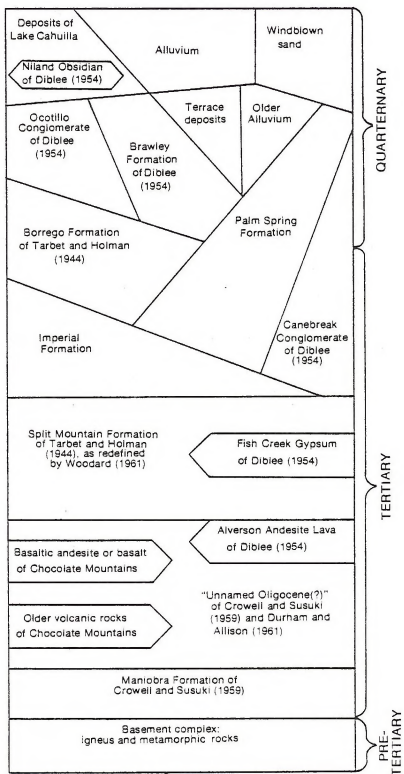 Deposits of
Lake Cahuilla
Alluvium
Windblown
sand
Niland Obsidian
of Diblee (1954)
Ocotillo
Conglomerate
of Diblee
(1954)
Brawley
Formation
of Diblee
(1954)
Terrace
deposits
Older
Alluvium
Borrego Formation
of Tarbet and Holman
(1944)
Palm Spring
Formation
Imperial
Formation
Canebreak
Conglomerate
of Diblee
(1954)
Split Mountain Formation
of Tarbet and Holman
(1944), as redefined
by Woodard (1961)
Fish Creek Gypsum
of Diblee (1954)
Alverson Andesite Lava
of Diblee (1954)
Basaltic andesite or basalt
of Chocolate Mountains
Older volcanic rocks
of Chocolate Mountains
"Unnamed Oligocene(?)"
of Crowell and Susuki
(1959) and Durham and
Allison (1961)
Maniobra Formation of
Crowell and Susuki (1959)
Basement complex:
igneus and metamorphic rocks
QUARTERNARY
TERTIARY
PRE-
TERTIARY